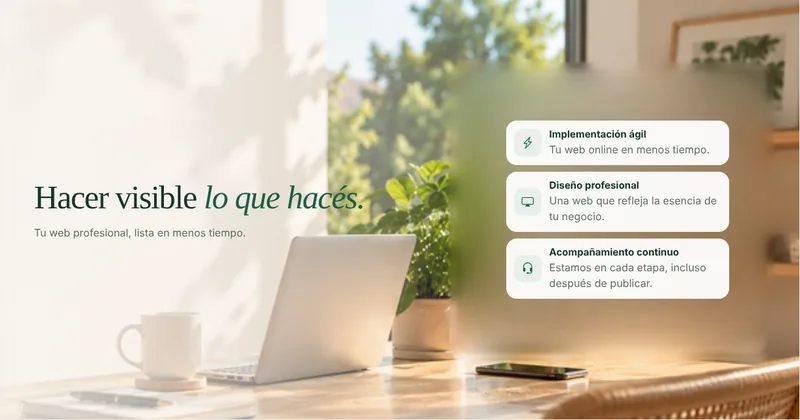 Hacer visible lo que hacés.
Tu web profesional, lista en menos tiempo.
Implementación ágil
Tu web online en menos tiempo.
Diseño profesional
Una web que refleja la esencia de
tu negocio.
Acompañamiento continuo
Estamos en cada etapa, incluso
después de publicar.